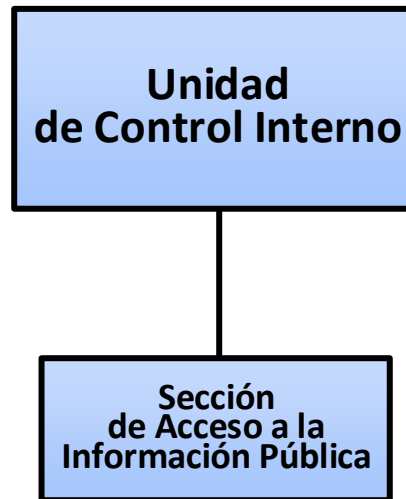 Unidad
de Control Interno
Sección
de Acceso a la
Información Pública